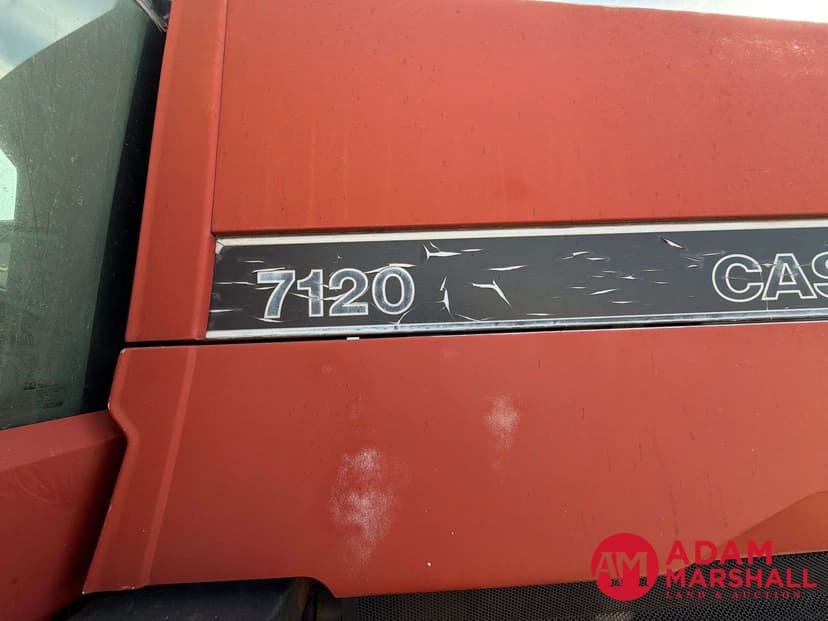 7120
CAS
AM
ADAM
MARSHALL
LAND & AUCTION